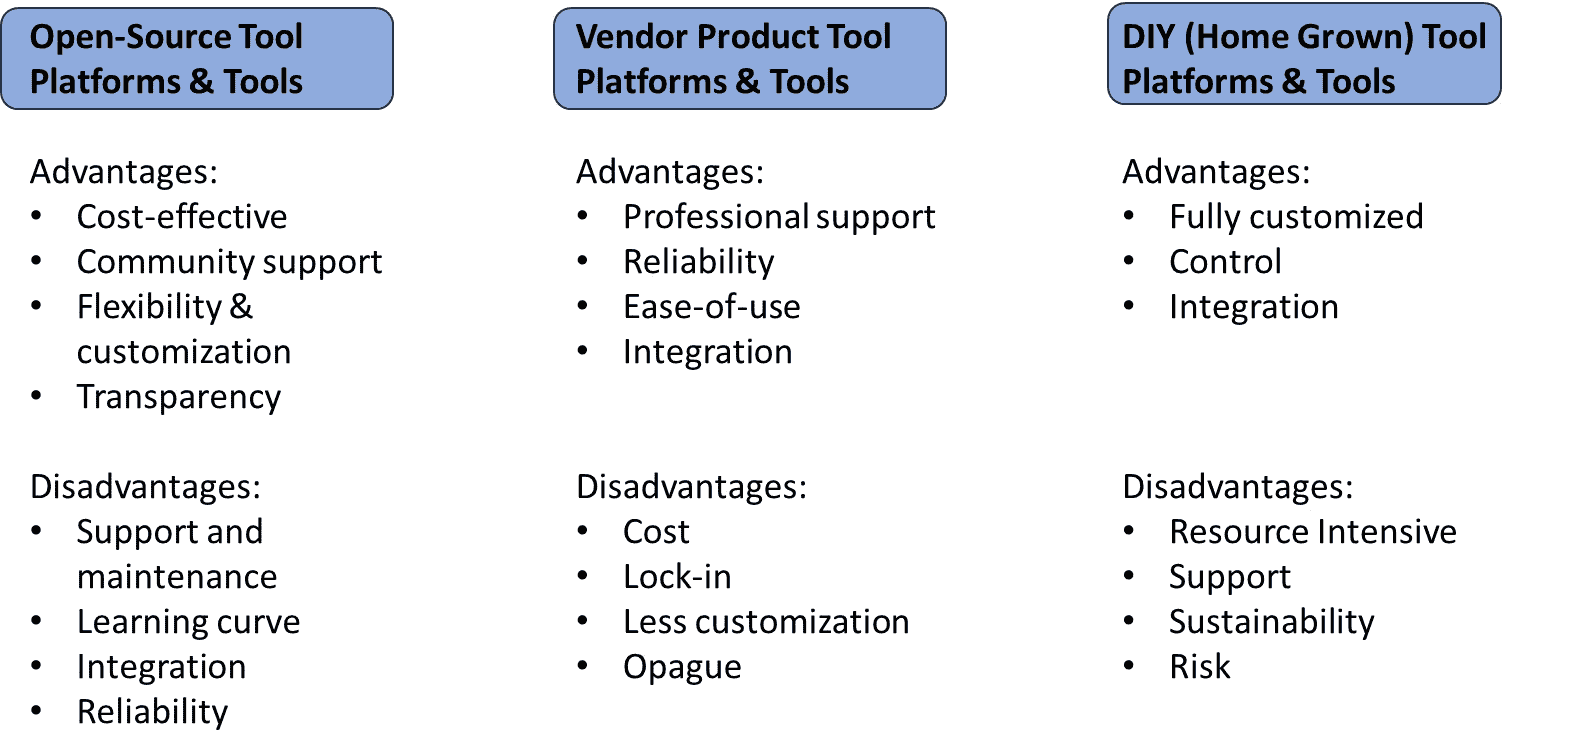 Open-Source Tool
Platforms & Tools
Advantages:
• Cost-effective
• Community support
• Flexibility &
customization
• Transparency
Disadvantages:
• Support and
maintenance
• Learning curve
• Integration
• Reliability
Vendor Product Tool
Platforms & Tools
Advantages:
• Professional support
• Reliability
• Ease-of-use
• Integration
Disadvantages:
• Cost
• Lock-in
• Less customization
• Opague
DIY (Home Grown) Tool
Platforms & Tools
Advantages:
• Fully customized
• Control
• Integration
Disadvantages:
• Resource Intensive
• Support
• Sustainability
• Risk